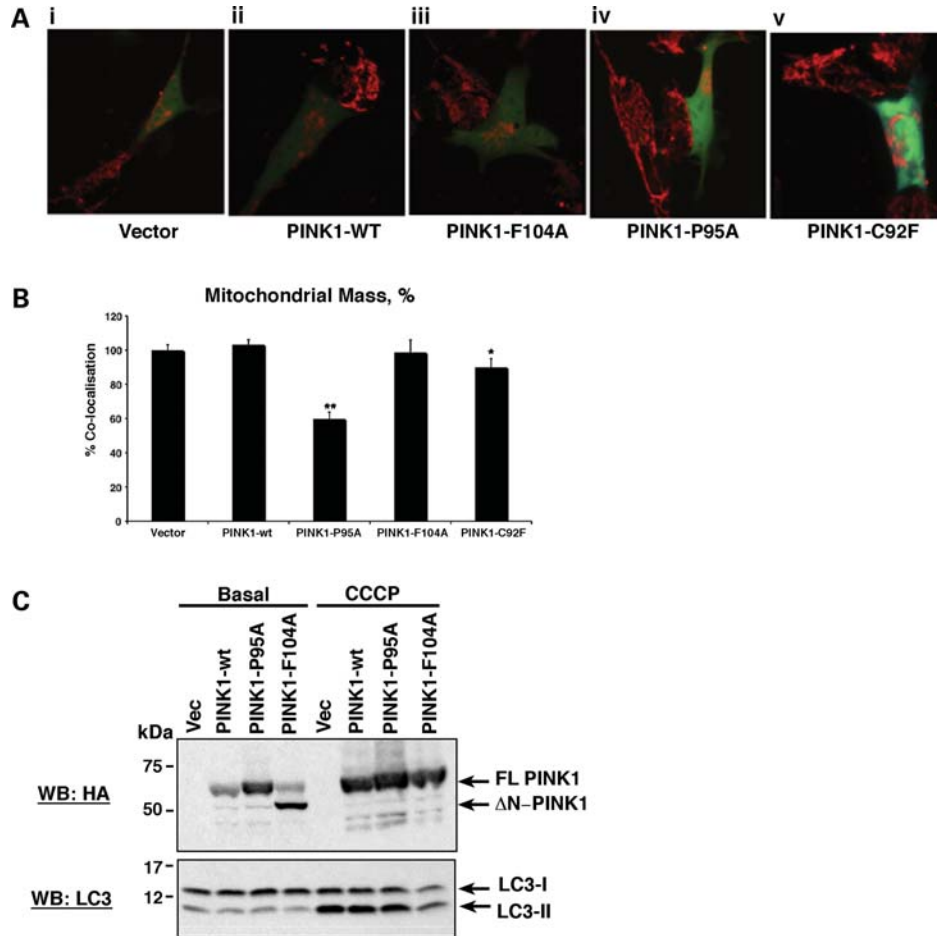 A
i ii iii iv v
Vector PINK1-WT PINK1-F104A PINK1-P95A PINK1-C92F
B
Mitochondrial Mass, %
% Co-localisation
120
100
80
60
40
20
0
** *
Vector PINK1-wt PINK1-P95A PINK1-F104A PINK1-C92F
C
Basal CCCP
Vec PINK1-wt PINK1-P95A PINK1-F104A Vec PINK1-wt PINK1-P95A PINK1-F104A
kDa
75
FL PINK1
WB: HA
50
ΔN–PINK1
17
WB: LC3
12
LC3-I
LC3-II